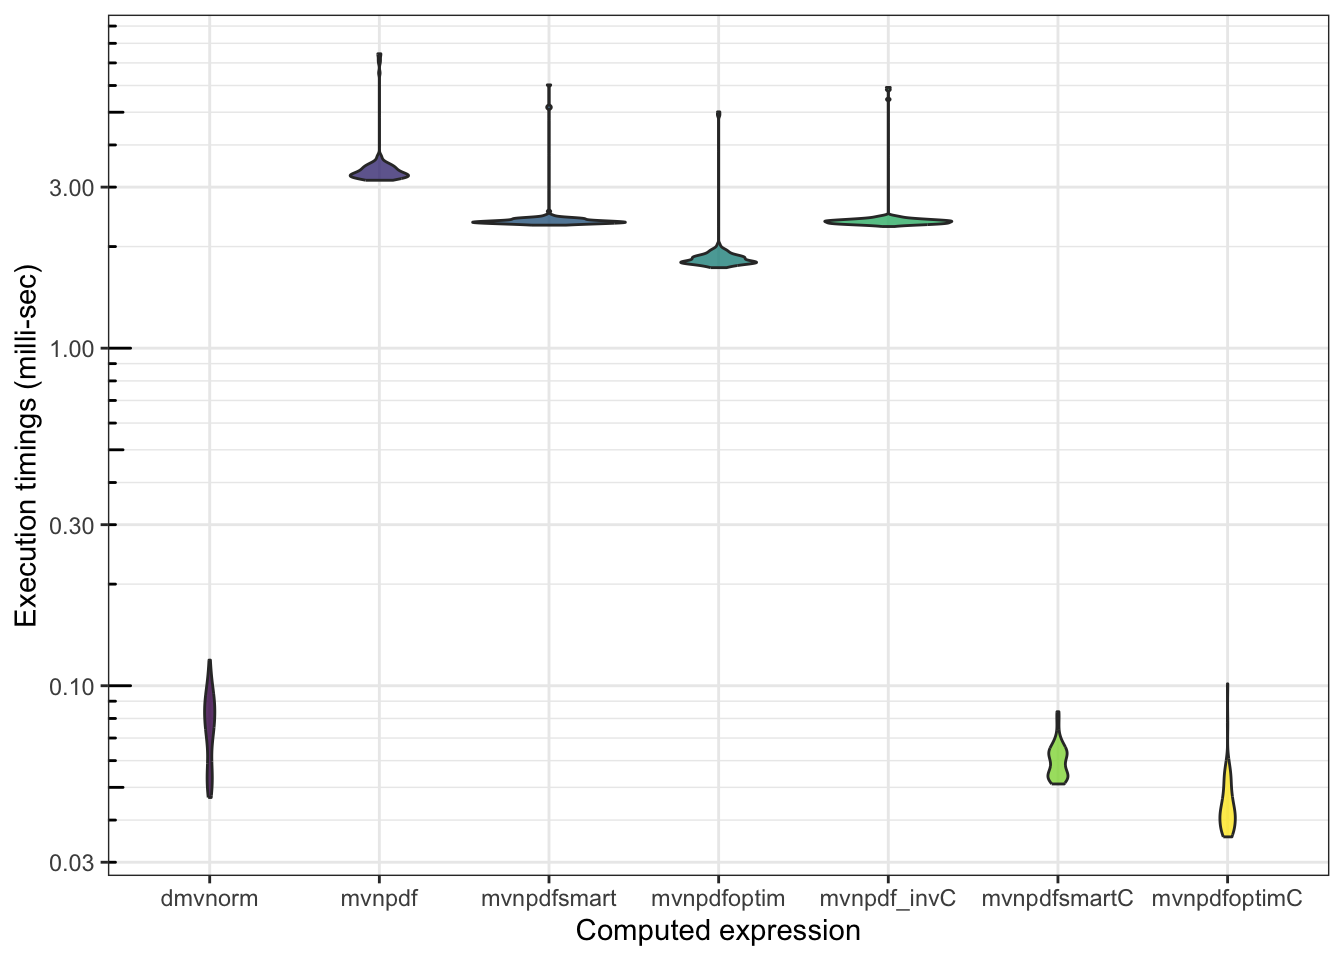 Execution timings (milli-sec)
3.00
1.00
0.30
0.10
0.03
dmvnorm mvnpdf mvnpdfsmart mvnpdfoptim mvnpdf_invC mvnpdfsmartC mvnpdfoptimC
Computed expression